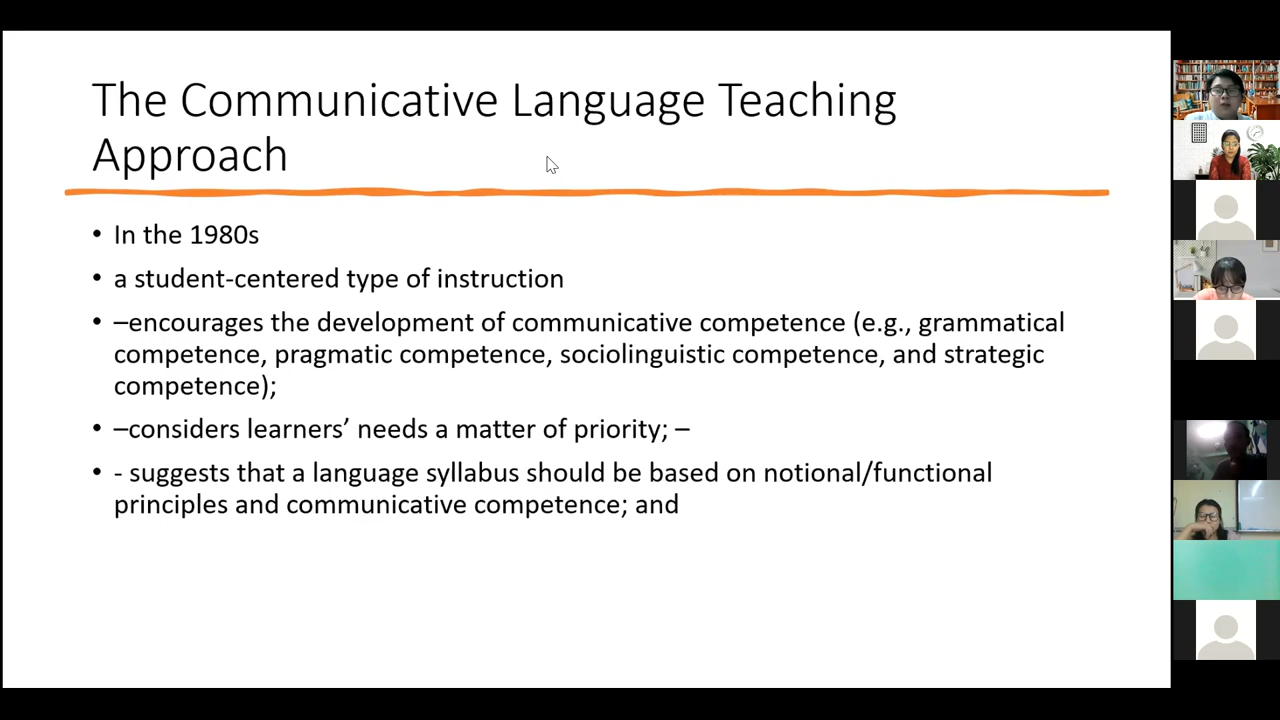 The Communicative Language Teaching
Approach
• In the 1980s
• a student-centered type of instruction
• –encourages the development of communicative competence (e.g., grammatical
competence, pragmatic competence, sociolinguistic competence, and strategic
competence);
• –considers learners’ needs a matter of priority; –
• - suggests that a language syllabus should be based on notional/functional
principles and communicative competence; and